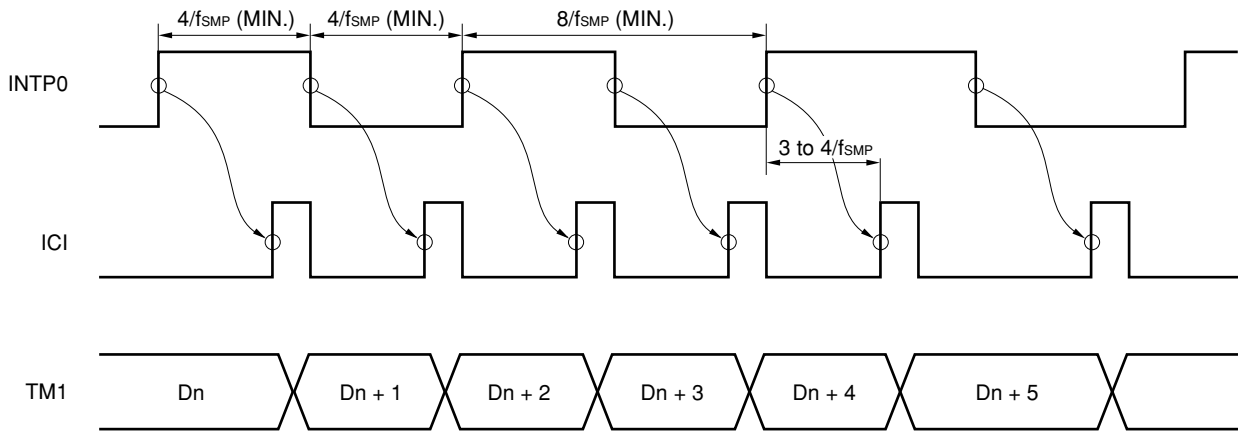 4/fSMP (MIN.) 4/fSMP (MIN.) 8/fSMP (MIN.)
INTP0
3 to 4/fSMP
ICI
TM1 Dn Dn + 1 Dn + 2 Dn + 3 Dn + 4 Dn + 5